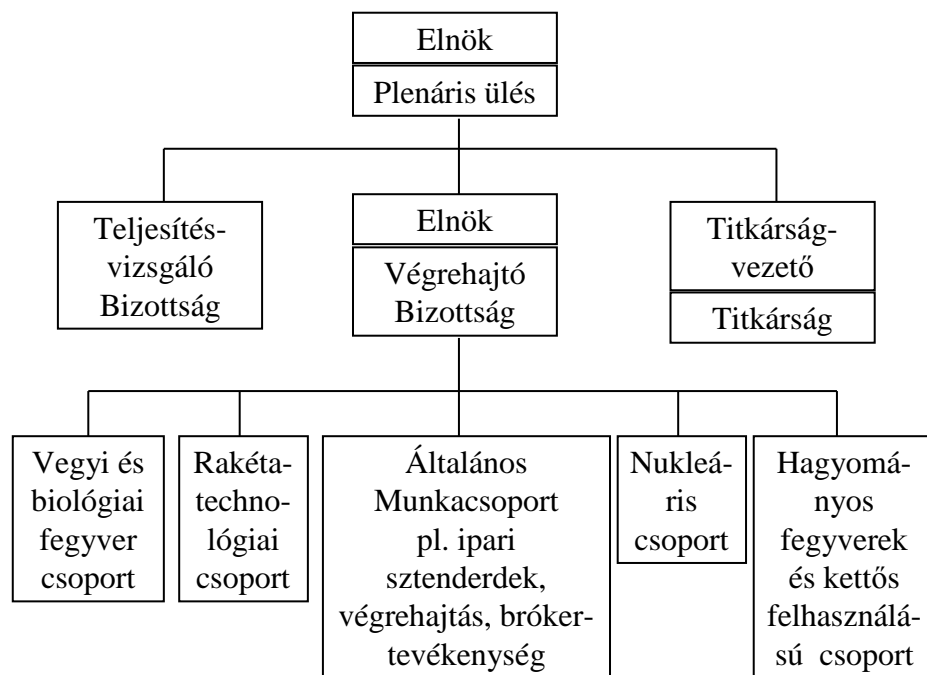 Elnök
Plenáris ülés
Teljesítés-
vizsgáló
Bizottság
Elnök
Végrehajtó
Bizottság
Titkárság-
vezető
Titkárság
Vegyi és
biológiai
fegyver
csoport
Rakéta-
techno-
lógiai
csoport
Általános
Munkacsoport
pl. ipari
sztenderdek,
végrehajtás, bróker-
tevékenység
Nukleá-
ris
csoport
Hagyomá-
nyos
fegyverek
és kettős
felhasználá-
sú csoport